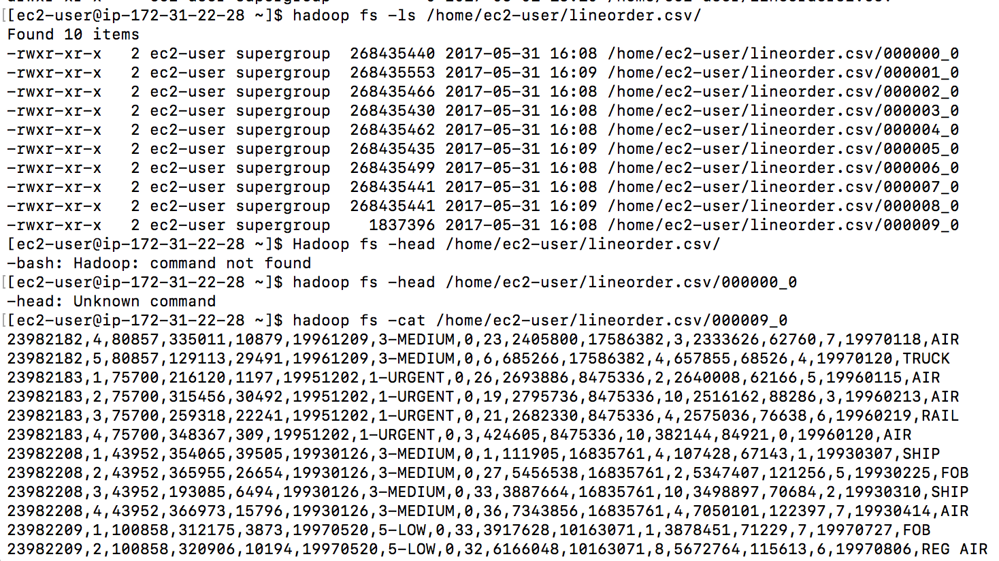 [[ec2-user@ip-172-31-22-28 ~]$ hadoop fs -ls /home/ec2-user/lineorder.csv/
Found 10 items
-rwxr-xr-x   2 ec2-user supergroup  268435440 2017-05-31 16:08 /home/ec2-user/lineorder.csv/000000_0
-rwxr-xr-x   2 ec2-user supergroup  268435553 2017-05-31 16:09 /home/ec2-user/lineorder.csv/000001_0
-rwxr-xr-x   2 ec2-user supergroup  268435466 2017-05-31 16:08 /home/ec2-user/lineorder.csv/000002_0
-rwxr-xr-x   2 ec2-user supergroup  268435430 2017-05-31 16:08 /home/ec2-user/lineorder.csv/000003_0
-rwxr-xr-x   2 ec2-user supergroup  268435462 2017-05-31 16:08 /home/ec2-user/lineorder.csv/000004_0
-rwxr-xr-x   2 ec2-user supergroup  268435435 2017-05-31 16:09 /home/ec2-user/lineorder.csv/000005_0
-rwxr-xr-x   2 ec2-user supergroup  268435499 2017-05-31 16:08 /home/ec2-user/lineorder.csv/000006_0
-rwxr-xr-x   2 ec2-user supergroup  268435441 2017-05-31 16:08 /home/ec2-user/lineorder.csv/000007_0
-rwxr-xr-x   2 ec2-user supergroup  268435441 2017-05-31 16:09 /home/ec2-user/lineorder.csv/000008_0
-rwxr-xr-x   2 ec2-user supergroup    1837396 2017-05-31 16:08 /home/ec2-user/lineorder.csv/000009_0
[ec2-user@ip-172-31-22-28 ~]$ Hadoop fs -head /home/ec2-user/lineorder.csv/
-bash: Hadoop: command not found
[[ec2-user@ip-172-31-22-28 ~]$ hadoop fs -head /home/ec2-user/lineorder.csv/000000_0
-head: Unknown command
[[ec2-user@ip-172-31-22-28 ~]$ hadoop fs -cat /home/ec2-user/lineorder.csv/000009_0
23982182,4,80857,335011,10879,19961209,3-MEDIUM,0,23,2405800,17586382,3,2333626,62760,7,19970118,AIR
23982182,5,80857,129113,29491,19961209,3-MEDIUM,0,6,685266,17586382,4,657855,68526,4,19970120,TRUCK
23982183,1,75700,216120,1197,19951202,1-URGENT,0,26,2693886,8475336,2,2640008,62166,5,19960115,AIR
23982183,2,75700,315456,30492,19951202,1-URGENT,0,19,2795736,8475336,10,2516162,88286,3,19960213,AIR
23982183,3,75700,259318,22241,19951202,1-URGENT,0,21,2682330,8475336,4,2575036,76638,6,19960219,RAIL
23982183,4,75700,348367,309,19951202,1-URGENT,0,3,424605,8475336,10,382144,84921,0,19960120,AIR
23982208,1,43952,354065,39505,19930126,3-MEDIUM,0,1,111905,16835761,4,107428,67143,1,19930307,SHIP
23982208,2,43952,365955,26654,19930126,3-MEDIUM,0,27,5456538,16835761,2,5347407,121256,5,19930225,FOB
23982208,3,43952,193085,6494,19930126,3-MEDIUM,0,33,3887664,16835761,10,3498897,70684,2,19930310,SHIP
23982208,4,43952,366973,15796,19930126,3-MEDIUM,0,36,7343856,16835761,4,7050101,122397,7,19930414,AIR
23982209,1,100858,312175,3873,19970520,5-LOW,0,33,3917628,10163071,1,3878451,71229,7,19970727,FOB
23982209,2,100858,320906,10194,19970520,5-LOW,0,32,6166048,10163071,8,5672764,115613,6,19970806,REG AIR